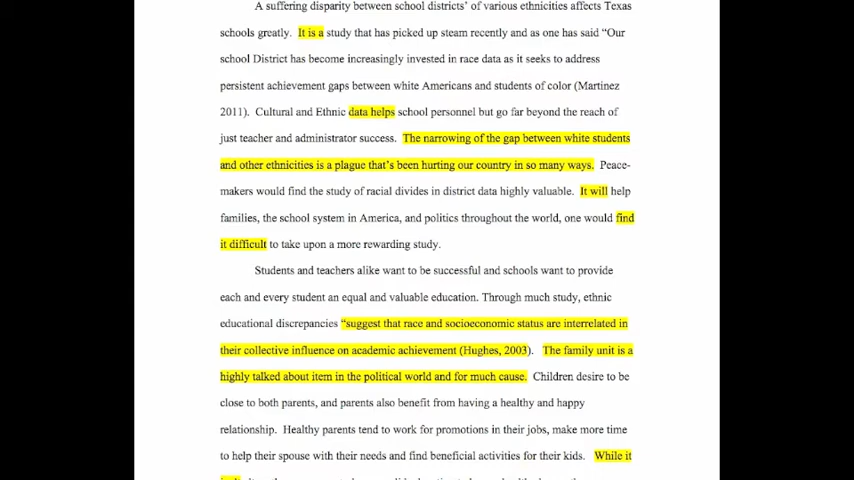 A suffering disparity between school districts' of various ethnicities affects Texas
schools greatly. It is a study that has picked up steam recently and as one has said “Our
school District has become increasingly invested in race data as it seeks to address
persistent achievement gaps between white Americans and students of color (Martinez
2011). Cultural and Ethnic data helps school personnel but go far beyond the reach of
just teacher and administrator success. The narrowing of the gap between white students
and other ethnicities is a plague that's been hurting our country in so many ways. Peace-
makers would find the study of racial divides in district data highly valuable. It will help
families, the school system in America, and politics throughout the world, one would find
it difficult to take upon a more rewarding study.
Students and teachers alike want to be successful and schools want to provide
each and every student an equal and valuable education. Through much study, ethnic
educational discrepancies “suggest that race and socioeconomic status are interrelated in
their collective influence on academic achievement (Hughes, 2003). The family unit is a
highly talked about item in the political world and for much cause. Children desire to be
close to both parents, and parents also benefit from having a healthy and happy
relationship. Healthy parents tend to work for promotions in their jobs, make more time
to help their spouse with their needs and find beneficial activities for their kids. While it